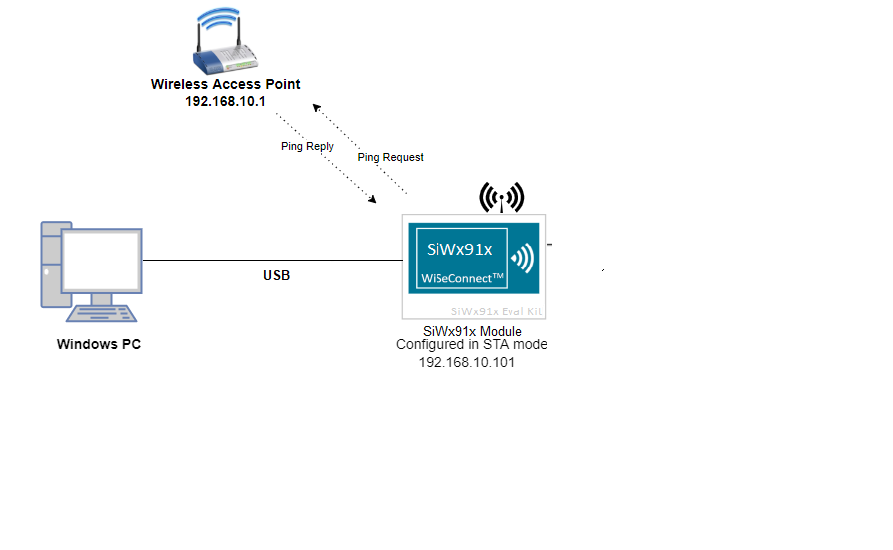 Wireless Access Point
192.168.10.1
Ping Reply
Ping Request
SiWx91x
WiSeConnect™
USB
SiWx91x Eval Kit
SiWx91x Module
Windows PC
Configured in STA mode
192.168.10.101